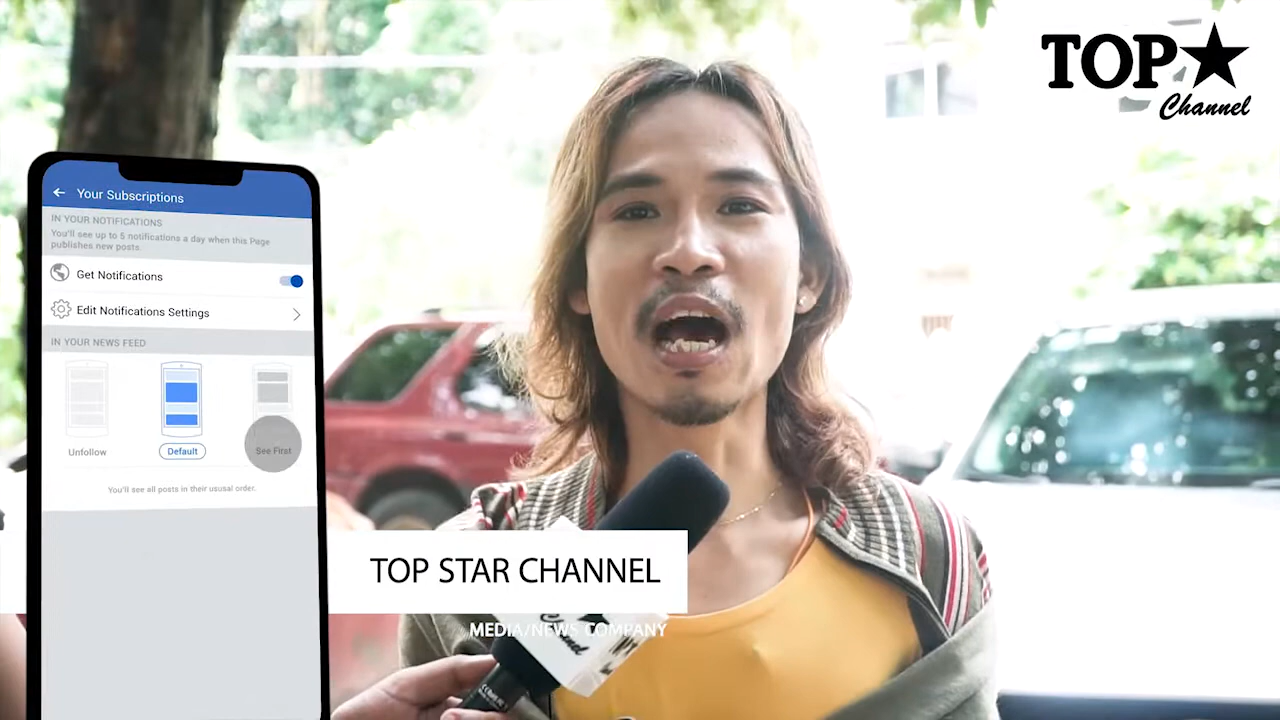 TOP★
Channel
Your Subscriptions
IN YOUR NOTIFICATIONS
You'll see up to 5 notifications a day when this Page
publishes new posts.
Get Notifications
Edit Notifications Settings
IN YOUR NEWS FEED
Unfollow
Default
See First
You'll see all posts in their ususal order.
TOP STAR CHANNEL
MEDIA/NEWS COMPANY
Channel